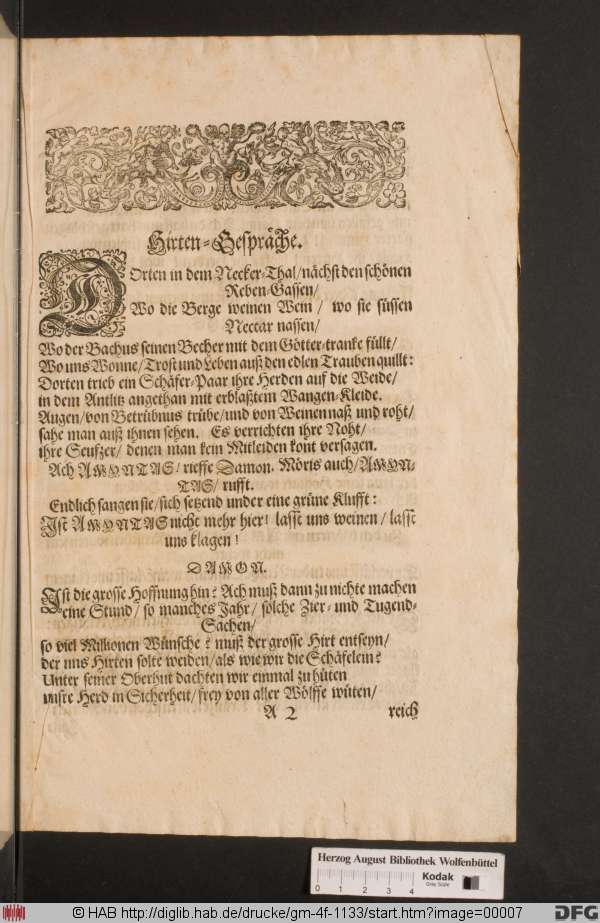 Hirten-Gespräche.
DOrten in dem Necker-Thal/nächst den schönen
Reben-Gassen/
Wo die Berge weinen Wein / wo sie süssen
Nectar nassen/
Wo der Bachus seinen Becher mit dem Götter-tranke füllt/
Wo uns Wonne/Trost und Leben auß den edlen Trauben quillt:
Dorten trieb ein Schäfer-Paar ihre Herden auf die Weide/
in dem Antlitz angethan mit erblaßtem Wangen-Kleide.
Augen/von Betrübnus trübe/und von Weinen naß und roht/
sahe man auß ihnen sehen. Es verrichten ihre Noht/
ihre Seufzer/denen man kein Mitleiden kont versagen.
Ach AMYNTAS/rieffe Damon. Möris auch/AMYN-
TAS/rufft.
Endlich sangen sie/sich setzend under eine grüne Klufft:
Ist AMYNTAS nicht mehr hier! lasst uns weinen/lasst
uns klagen!
DAMON.
Ist die grosse Hoffnung hin? Ach muß dann zu nichte machen
eine Stund/so manches Jahr/solche Zier- und Tugend-
Sachen/
so viel Millionen Wünsche? muß der grosse Hirt entseyn/
der uns Hirten solte weiden/als wie wir die Schäfelein?
Unter seiner Oberhut dachten wir einmal zu hüten
unsre Herd in Sicherheit/frey von aller Wölffe wüten/
A 2 reich
Herzog August Bibliothek Wolfenbüttel
0 1 2 3 4 Kodak
Gray Scale
© HAB http://diglib.hab.de/drucke/gm-4f-1133/start.htm?image=00007
DFG